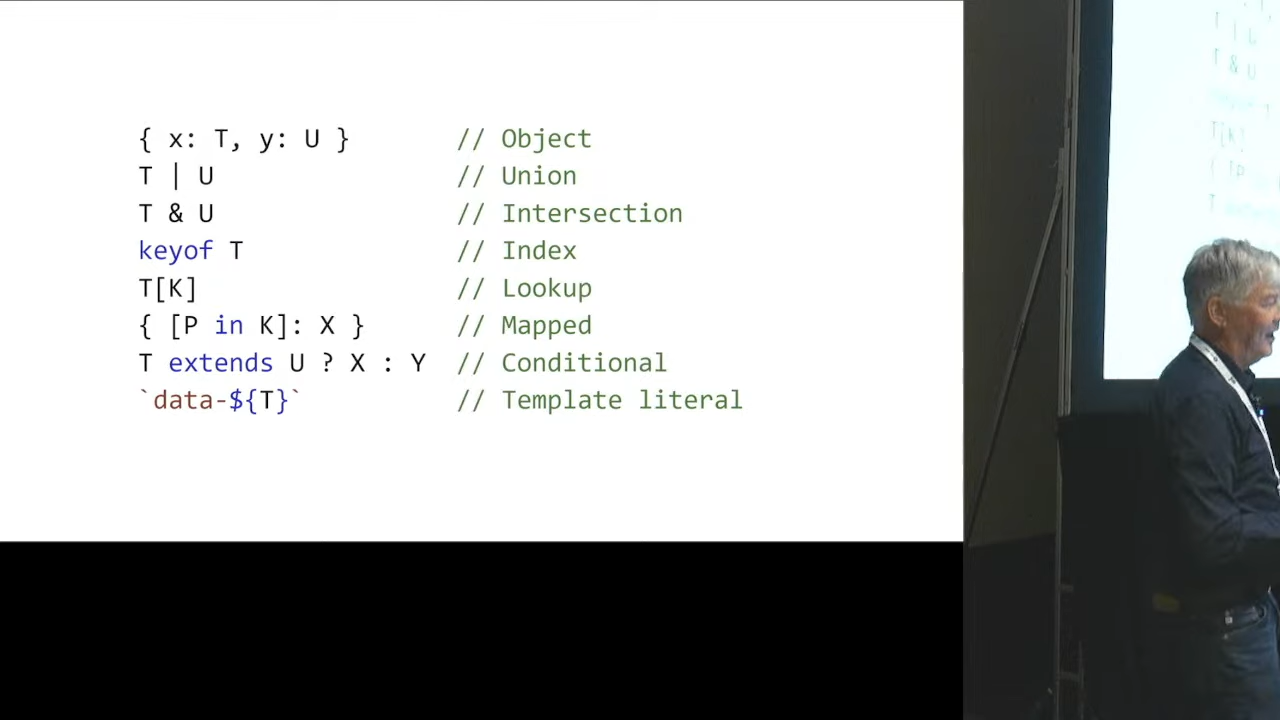 { x: T, y: U } // Object
T | U // Union
T & U // Intersection
keyof T // Index
T[K] // Lookup
{ [P in K]: X } // Mapped
T extends U ? X : Y // Conditional
`data-${T}` // Template literal
T | U
T & U
T[K]